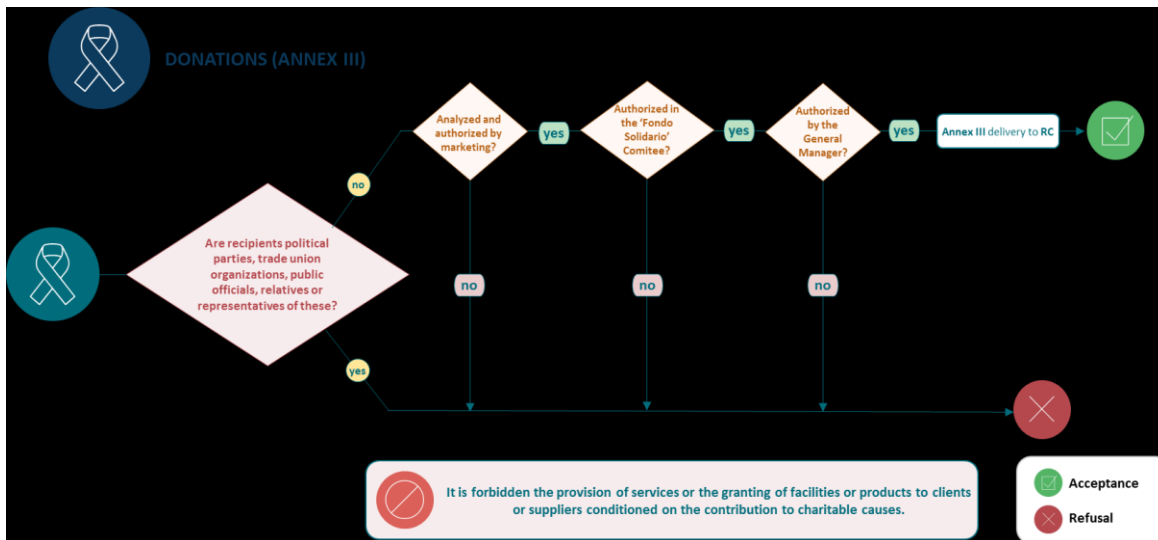 DONATIONS (ANNEX III)
Analyzed and
authorized by
marketing?
yes
Authorized in
the ‘Fondo
Solidario’
Comitee?
yes
Authorized
by the
General
Manager?
yes
Annex III delivery to RC
no
Are recipients political
parties, trade union
organizations, public
officials, relatives or
representatives of these?
no
no
no
yes
It is forbidden the provision of services or the granting of facilities or products to clients
or suppliers conditioned on the contribution to charitable causes.
Acceptance
Refusal